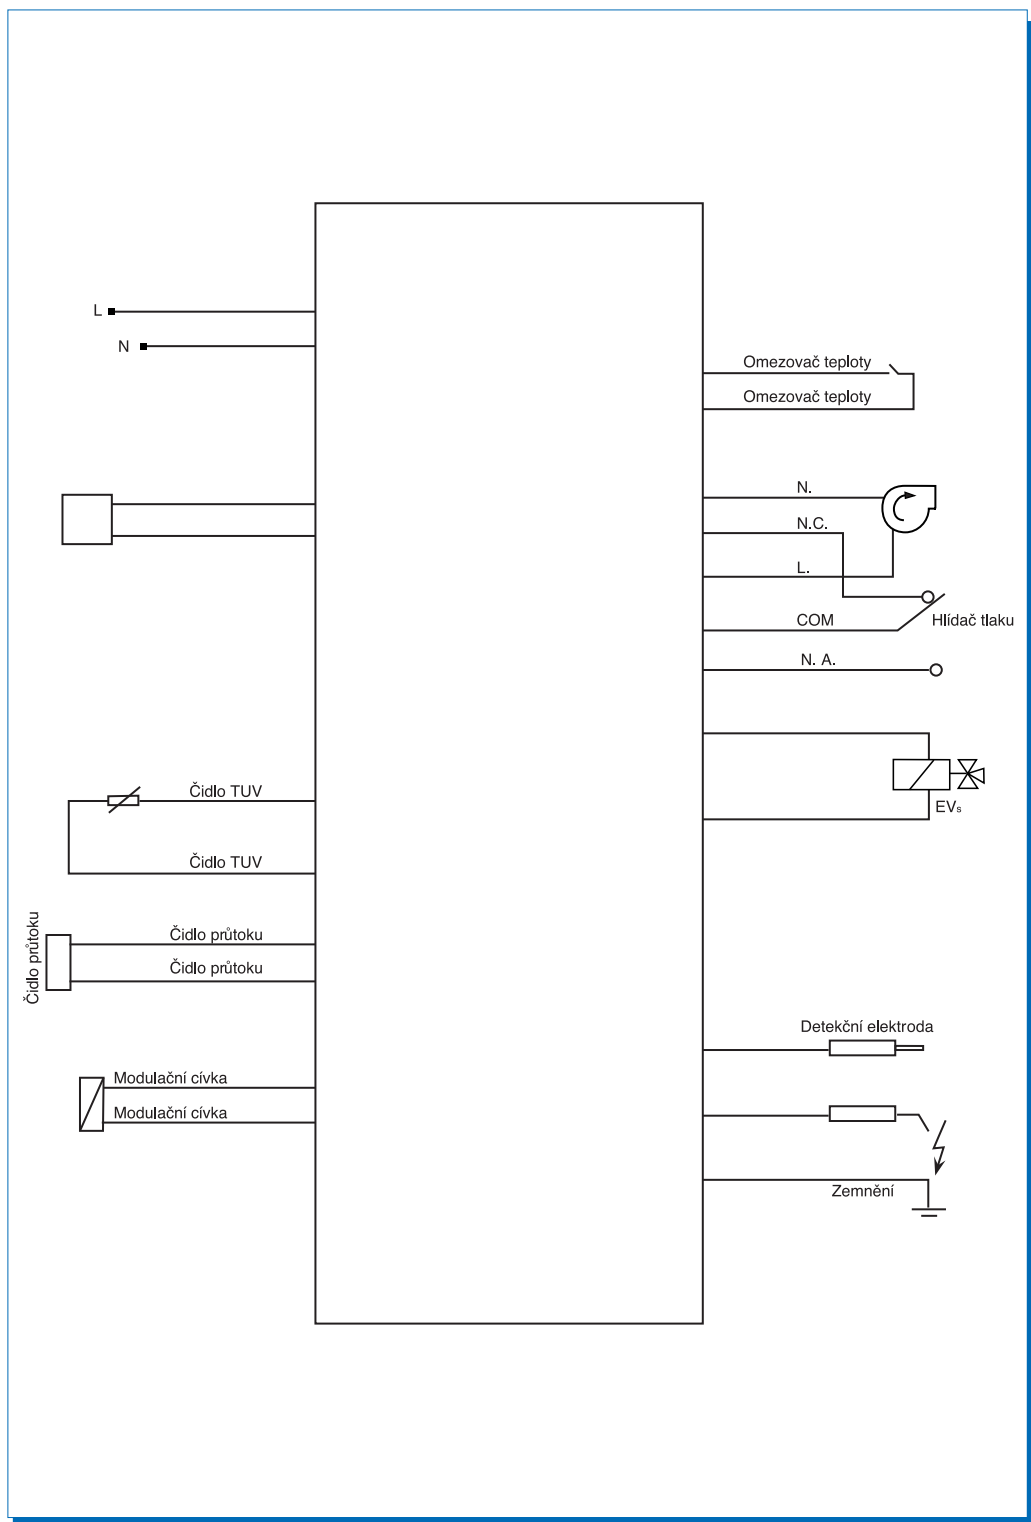 L
N
Omezovač teploty
Omezovač teploty
N.
N.C.
L.
COM
Hlídač tlaku
N. A.
EVs
Čidlo TUV
Čidlo TUV
Čidlo průtoku
Čidlo průtoku
Čidlo průtoku
Detekční elektroda
Modulační cívka
Modulační cívka
Zemnění